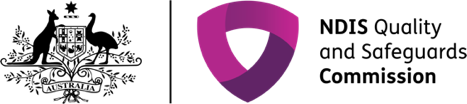 AUSTRALIA
NDIS Quality
and Safeguards
Commission